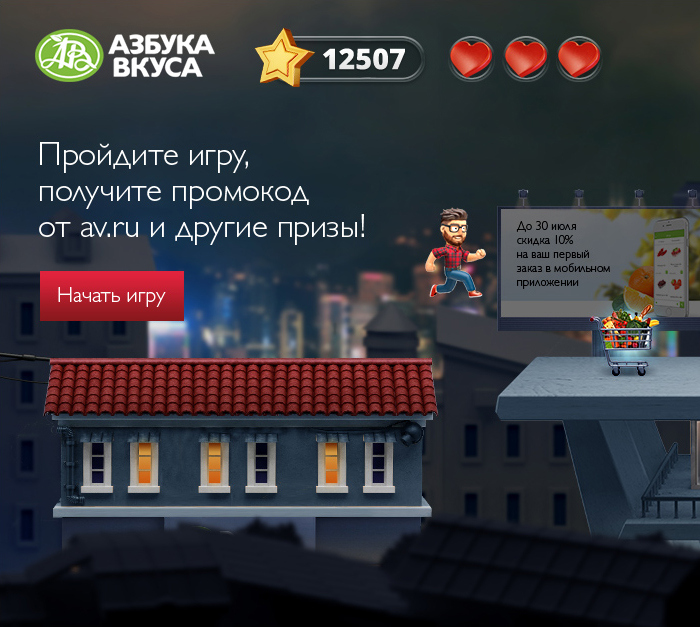 АЗБУКА
ВКУСА
12507
Пройдите игру,
получите промокод
от av.ru и другие призы!
Начать игру
До 30 июля
скидка 10%
на ваш первый
заказ в мобильном
приложении